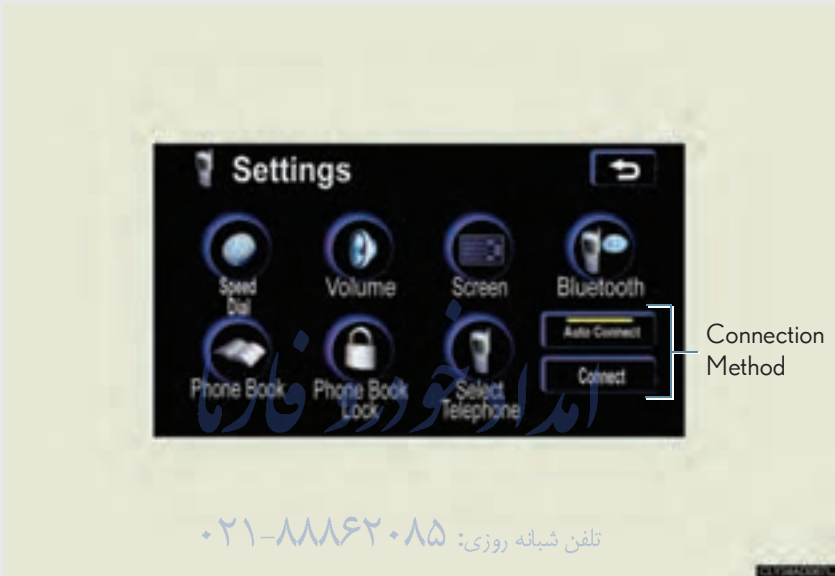 Settings
Speed
Dial
Volume
Screen
Bluetooth
Auto Connect
Connect
Connection
Method
Phone Book
Phone Book
Lock
Select
Telephone
امداد خودرو فارما
تلفن شبانه روزی: ۰۲۱-۸۸۸۶۲۰۸۵